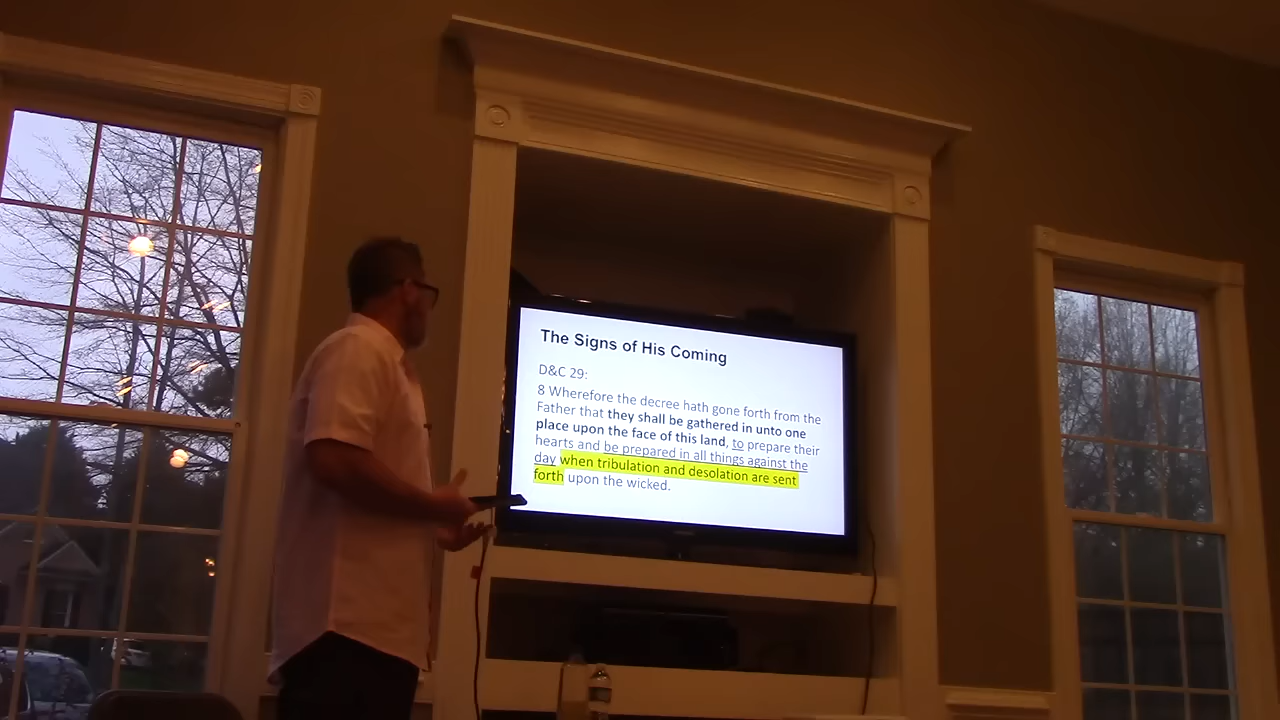 The Signs of His Coming
D&C 29:
8 Wherefore the decree hath gone forth from the
Father that they shall be gathered in unto one
place upon the face of this land, to prepare their
hearts and be prepared in all things against the
day when tribulation and desolation are sent
forth upon the wicked.